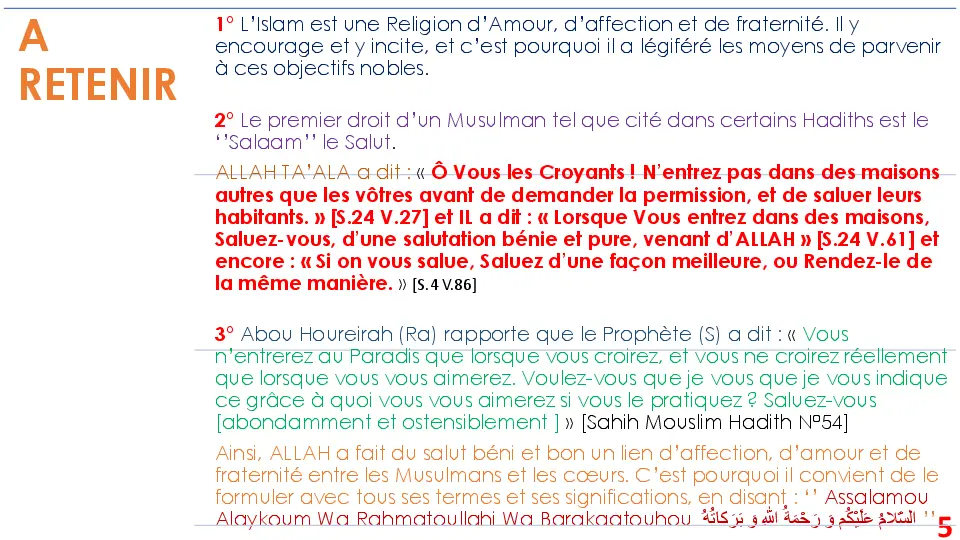 A
RETENIR
1° L’Islam est une Religion d’Amour, d’affection et de fraternité. Il y
encourage et y incite, et c’est pourquoi il a légiféré les moyens de parvenir
à ces objectifs nobles.
2° Le premier droit d’un Musulman tel que cité dans certains Hadiths est le
‘’Salaam’’ le Salut.
ALLAH TA’ALA a dit : « Ô Vous les Croyants ! N’entrez pas dans des maisons
autres que les vôtres avant de demander la permission, et de saluer leurs
habitants. » [S.24 V.27] et IL a dit : « Lorsque Vous entrez dans des maisons,
Saluez-vous, d’une salutation bénie et pure, venant d’ALLAH » [S.24 V.61] et
encore : « Si on vous salue, Saluez d’une façon meilleure, ou Rendez-le de
la même manière. » [S.4 V.86]
3° Abou Houreirah (Ra) rapporte que le Prophète (S) a dit : « Vous
n’entrerez au Paradis que lorsque vous croirez, et vous ne croirez réellement
que lorsque vous vous aimerez. Voulez-vous que je vous que je vous indique
ce grâce à quoi vous vous aimerez si vous le pratiquez ? Saluez-vous
[abondamment et ostensiblement ] » [Sahih Mouslim Hadith Nº54]
Ainsi, ALLAH a fait du salut béni et bon un lien d’affection, d’amour et de
fraternité entre les Musulmans et les cœurs. C’est pourquoi il convient de le
formuler avec tous ses termes et ses significations, en disant : ‘’ Assalamou
Alaykoum Wa Rahmatoullahi Wa Barakaatouhou السَّلامُ عَلَيْكُم وَ رَحْمَةُ اللهِ وَ بَرَكاتُهُ ’’
5